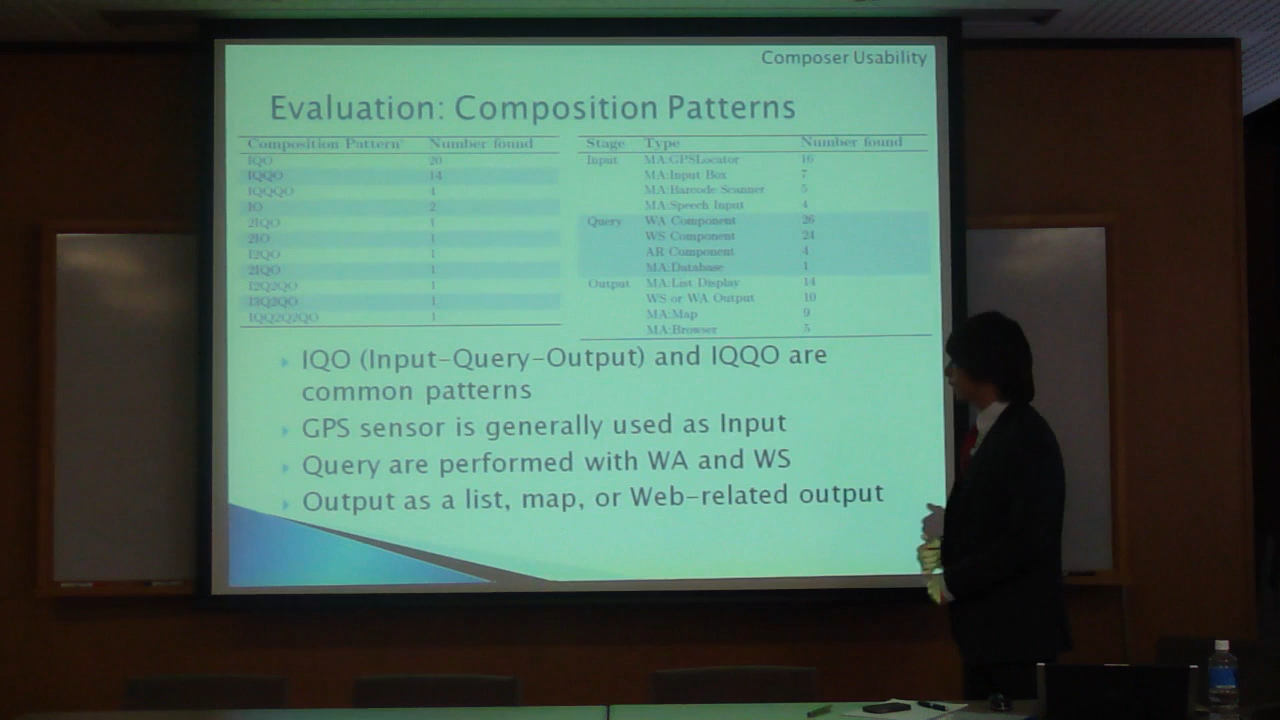 Composer Usability
Evaluation: Composition Patterns
Composition Pattern Number found
IQO 20
IQQO 14
IQQQO 4
IO 2
2IQO 1
2IO 1
I2QO 1
2IQO 1
I2Q2QO 1
I3Q2QO 1
IQQ2Q2QO 1
Stage Type Number found
Input MA:GPSLocator 16
MA:Input Box 7
MA:Barcode Scanner 5
MA:Speech Input 4
Query WA Component 26
WS Component 24
AR Component 4
MA:Database 1
Output MA:List Display 14
WS or WA Output 10
MA:Map 9
MA:Browser 5
IQO (Input-Query-Output) and IQQO are
common patterns
GPS sensor is generally used as Input
Query are performed with WA and WS
Output as a list, map, or Web-related output